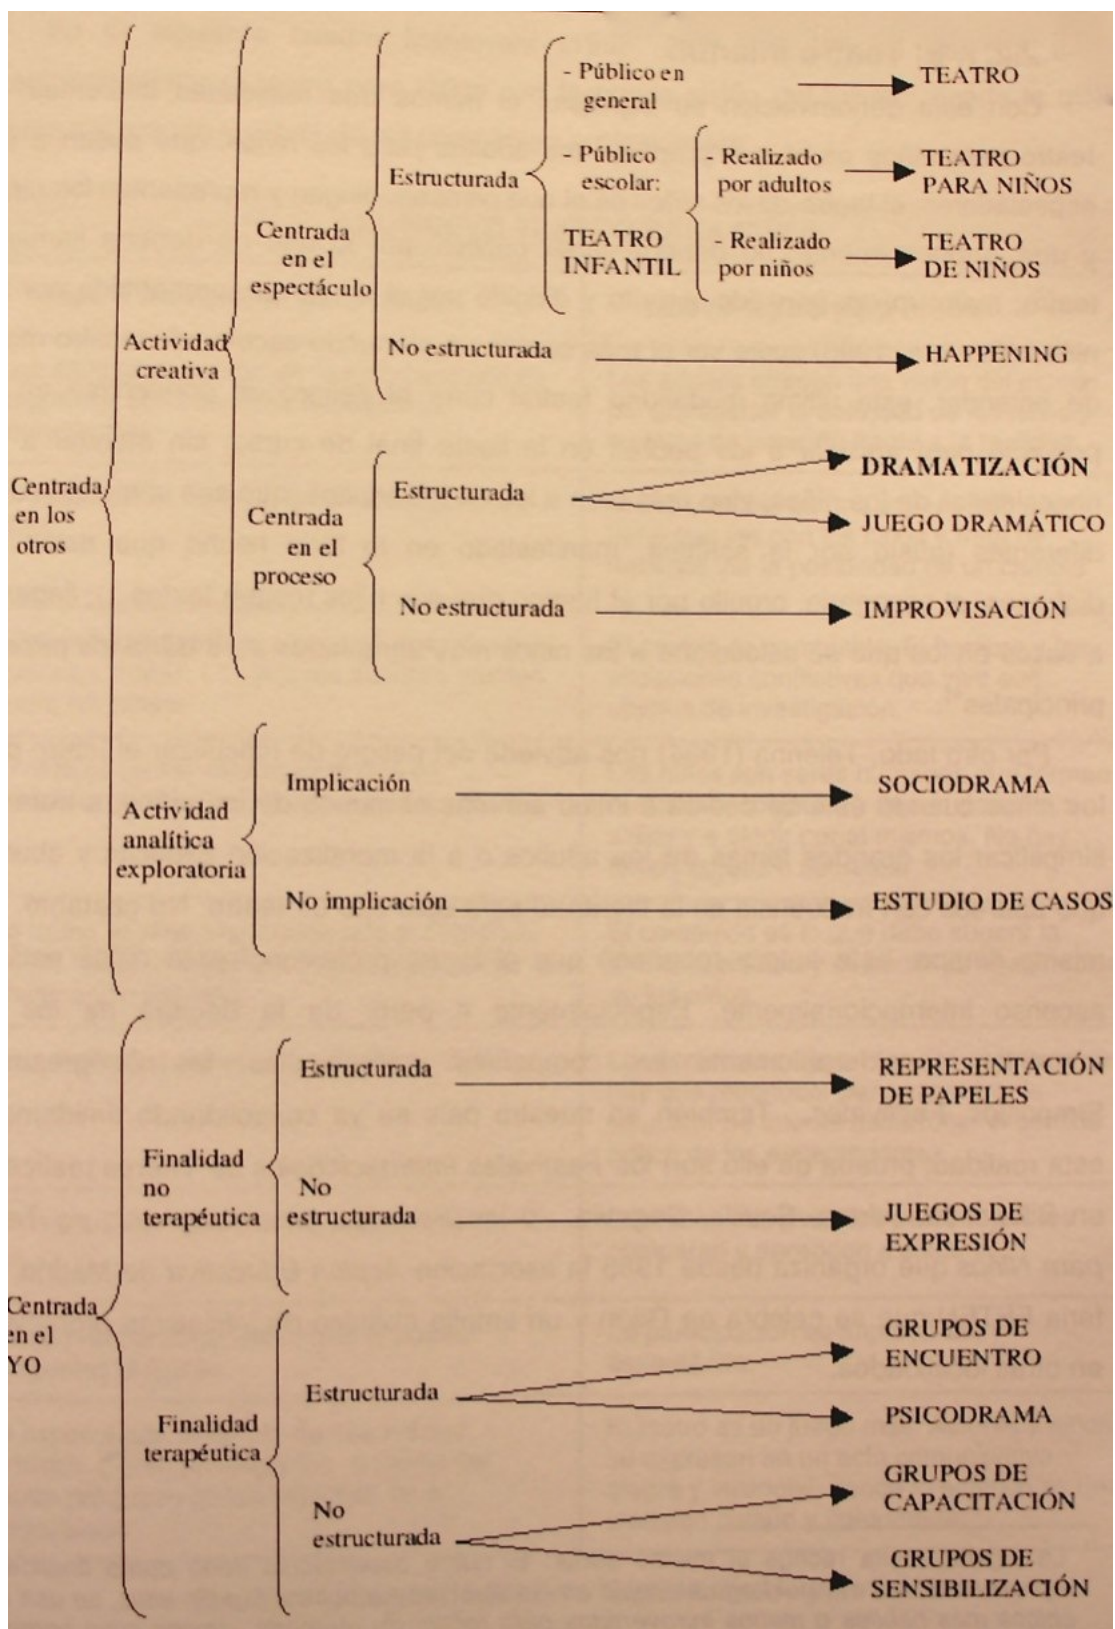 - Público en
general
TEATRO
Estructurada
- Público
escolar:
TEATRO
INFANTIL
- Realizado
por adultos
TEATRO
PARA NIÑOS
- Realizado
por niños
TEATRO
DE NIÑOS
Centrada
en el
espectáculo
No estructurada
HAPPENING
Actividad
creativa
Centrada
en los
otros
Centrada
en el
proceso
Estructurada
DRAMATIZACIÓN
JUEGO DRAMÁTICO
No estructurada
IMPROVISACIÓN
Actividad
analítica
exploratoria
Implicación
SOCIODRAMA
No implicación
ESTUDIO DE CASOS
Centrada
en el
YO
Finalidad
no
terapéutica
Estructurada
REPRESENTACIÓN
DE PAPELES
No
estructurada
JUEGOS DE
EXPRESIÓN
Finalidad
terapéutica
Estructurada
GRUPOS DE
ENCUENTRO
PSICODRAMA
No
estructurada
GRUPOS DE
CAPACITACIÓN
GRUPOS DE
SENSIBILIZACIÓN